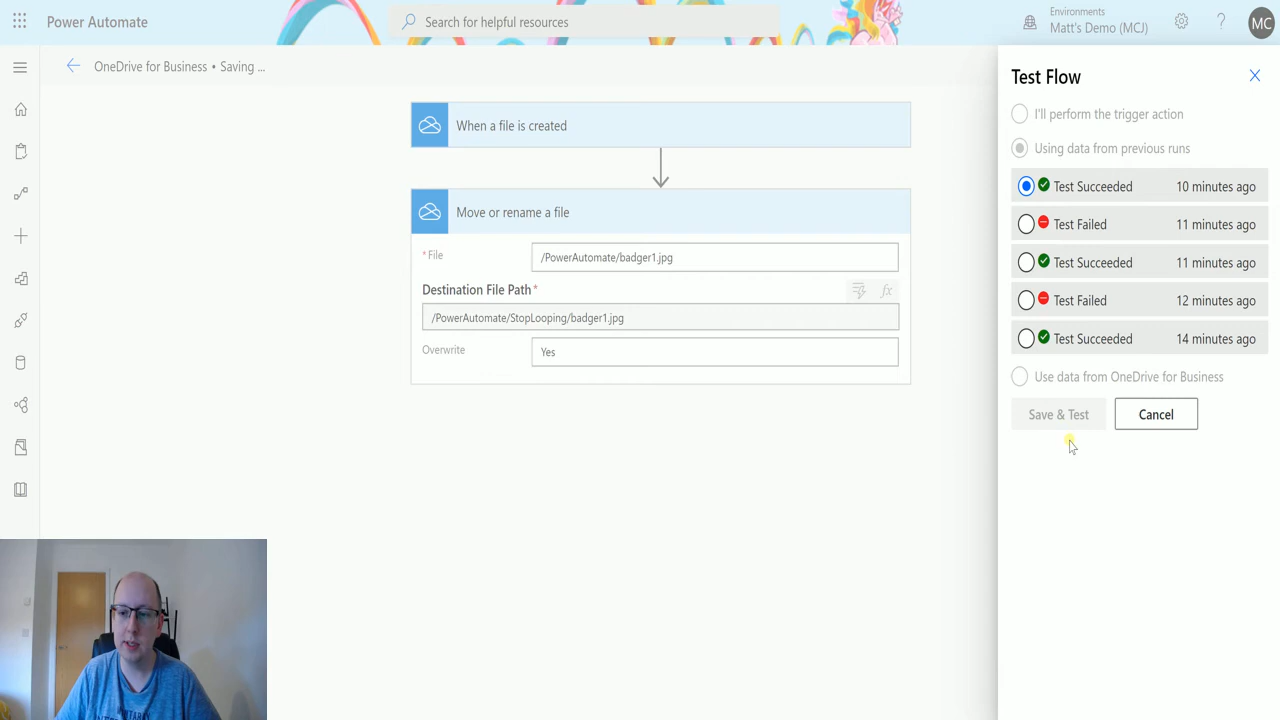 Power Automate
Search for helpful resources
Environments
Matt's Demo (MCJ)
MC
OneDrive for Business • Saving ...
When a file is created
Move or rename a file
* File
/PowerAutomate/badger1.jpg
Destination File Path*
fx
/PowerAutomate/StopLooping/badger1.jpg
Overwrite
Yes
Test Flow
I'll perform the trigger action
Using data from previous runs
Test Succeeded 10 minutes ago
Test Failed 11 minutes ago
Test Succeeded 11 minutes ago
Test Failed 12 minutes ago
Test Succeeded 14 minutes ago
Use data from OneDrive for Business
Save & Test
Cancel